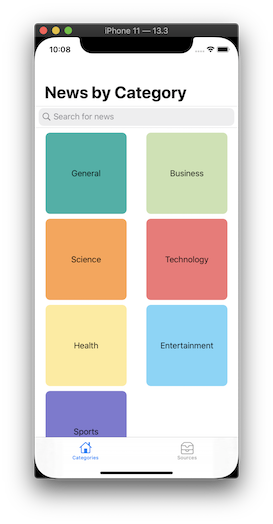 iPhone 11 — 13.3
10:08
News by Category
Search for news
General
Business
Science
Technology
Health
Entertainment
Sports
Categories
Sources